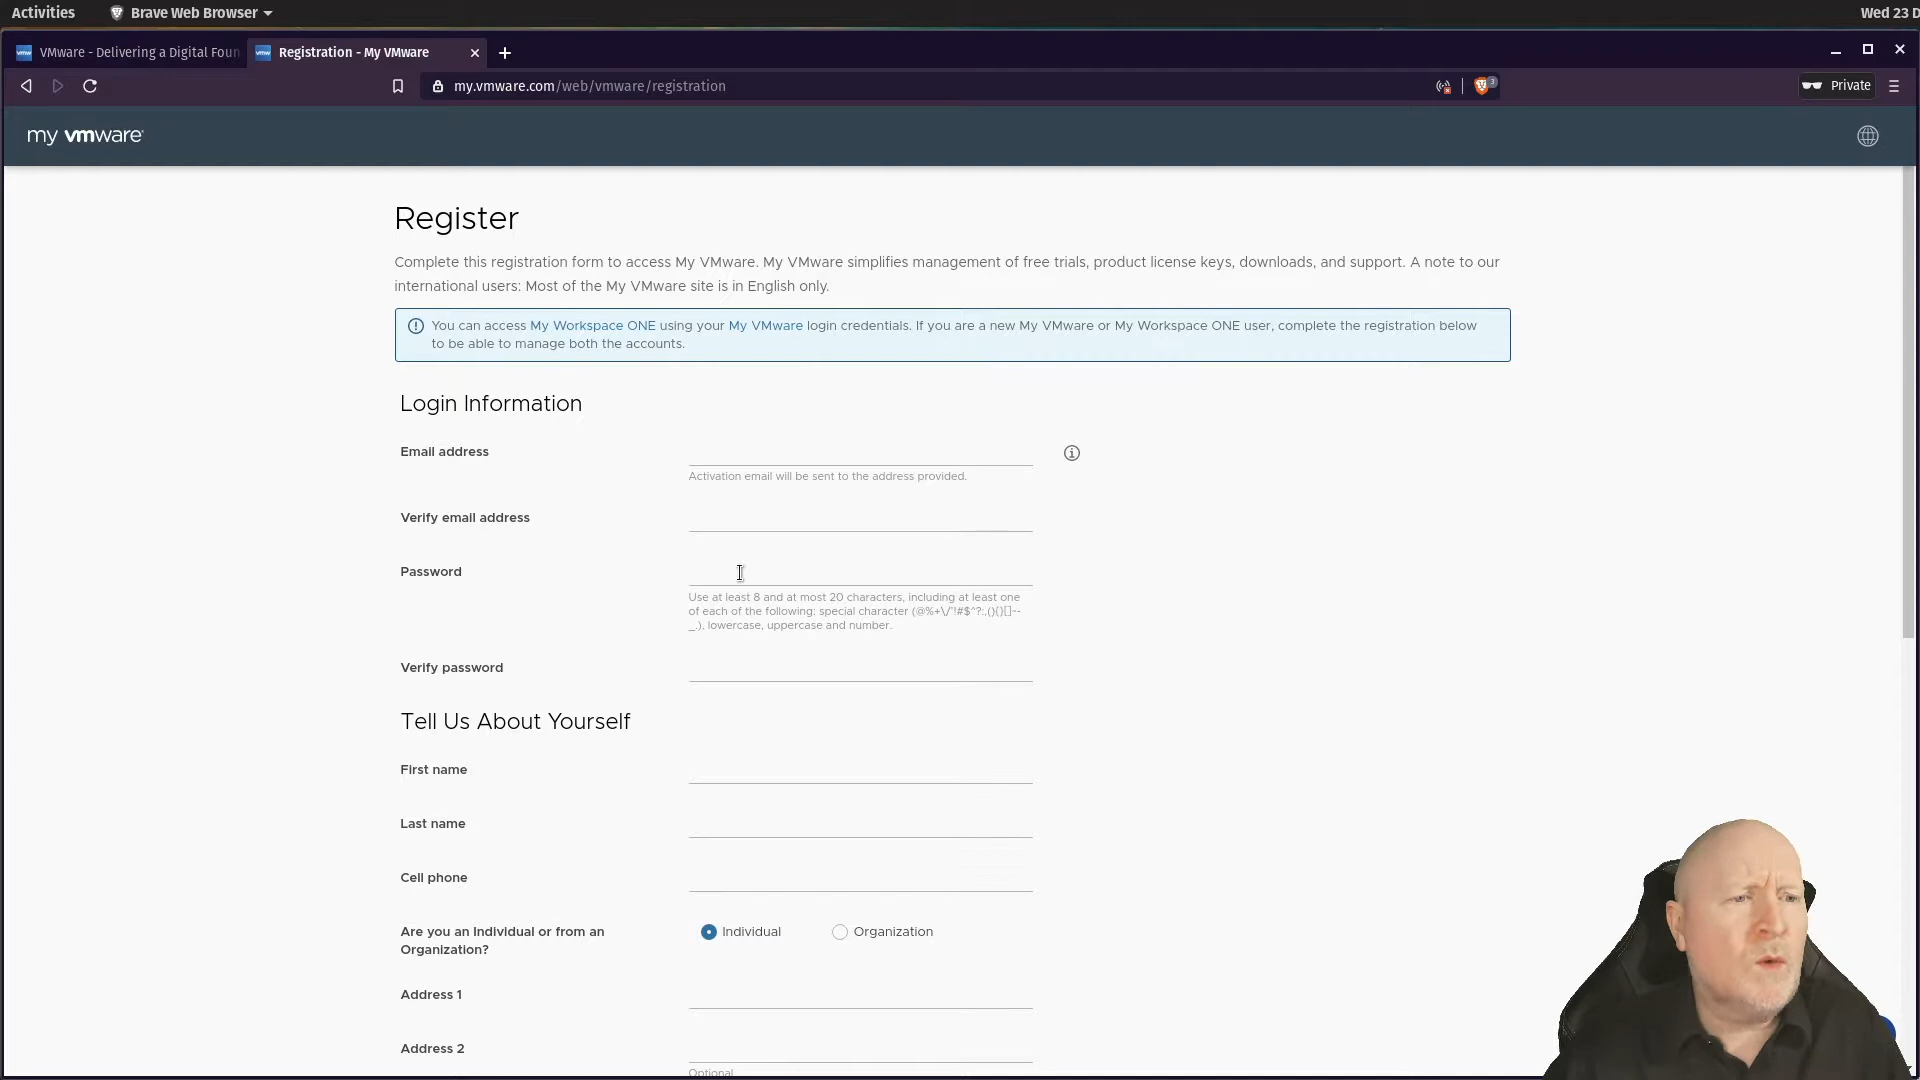 Activities
Brave Web Browser
Wed 23 D
VMware - Delivering a Digital Foun
Registration - My VMware
my.vmware.com/web/vmware/registration
3
Private
my vmware
Register
Complete this registration form to access My VMware. My VMware simplifies management of free trials, product license keys, downloads, and support. A note to our
international users: Most of the My VMware site is in English only.
You can access My Workspace ONE using your My VMware login credentials. If you are a new My VMware or My Workspace ONE user, complete the registration below
to be able to manage both the accounts.
Login Information
Email address
Activation email will be sent to the address provided.
Verify email address
Password
Use at least 8 and at most 20 characters, including at least one
of each of the following: special character (@%+\/'!#$^?:,(){}[]~-
_.), lowercase, uppercase and number.
Verify password
Tell Us About Yourself
First name
Last name
Cell phone
Are you an Individual or from an
Organization?
Individual
Organization
Address 1
Address 2
Optional